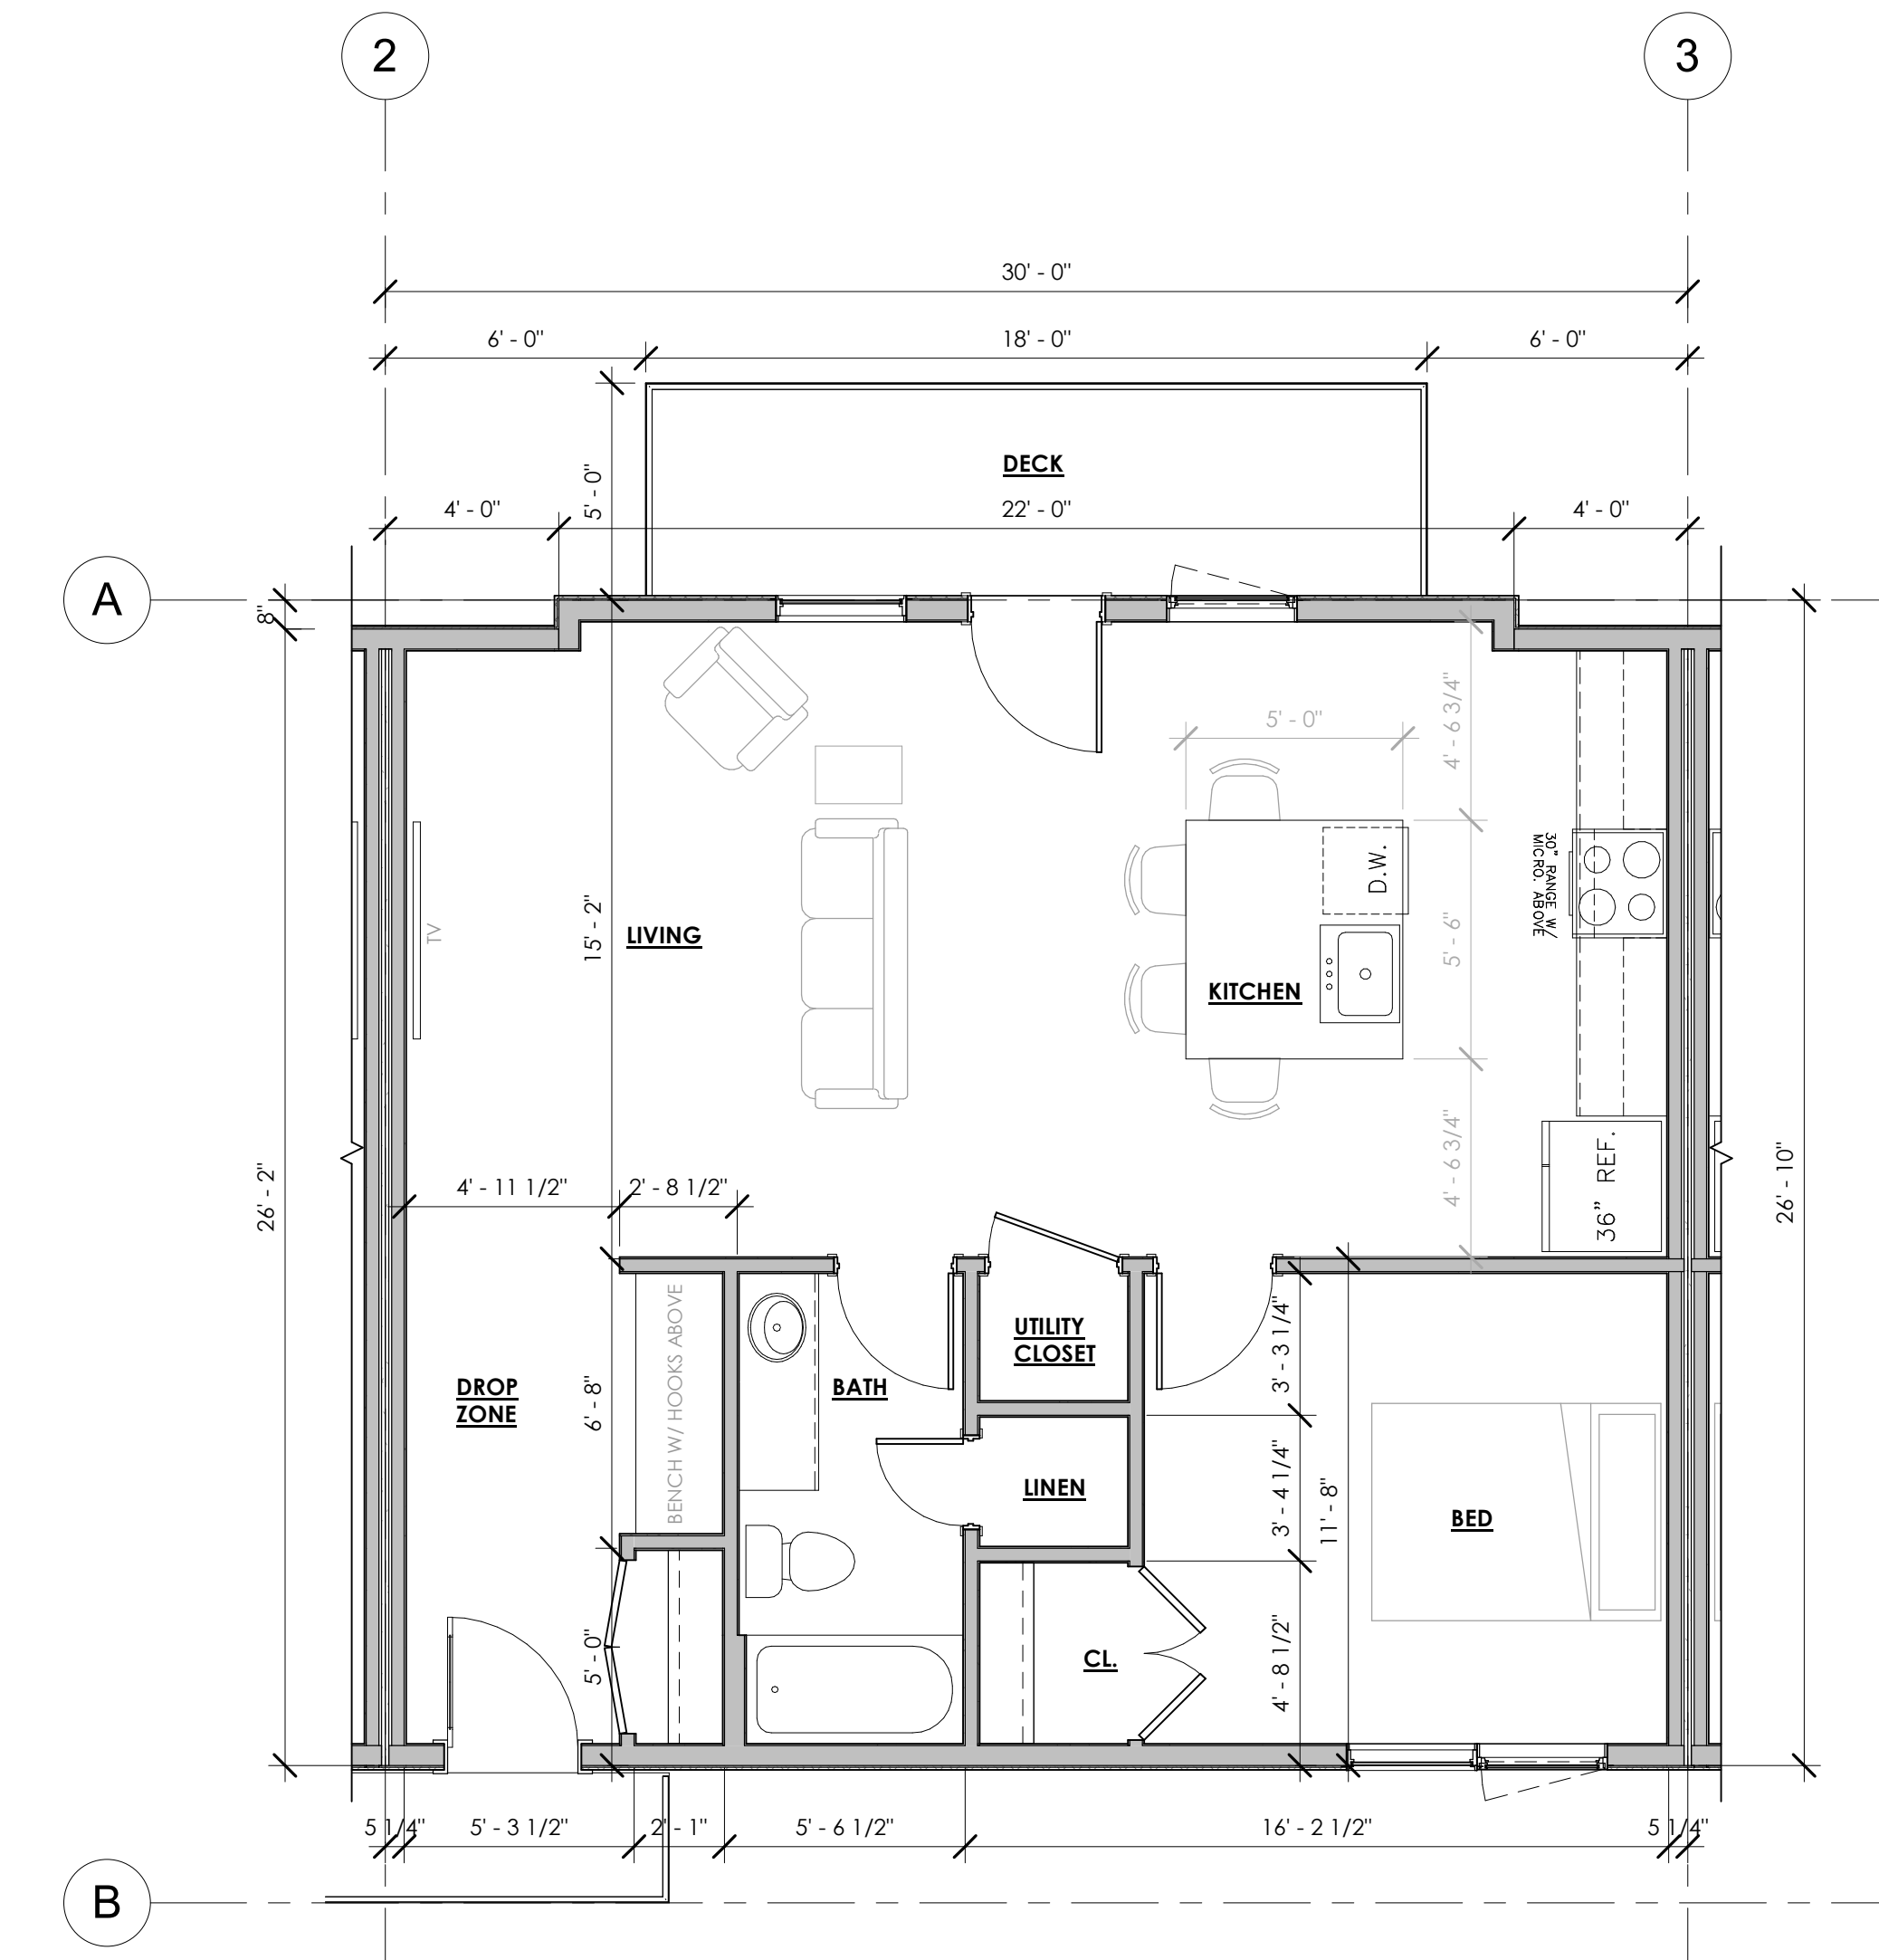 2
3
30' - 0"
6' - 0"
18' - 0"
6' - 0"
DECK
5' - 0"
4' - 0"
22' - 0"
4' - 0"
A
8"
5' - 0"
4' - 6 3/4"
D.W.
30" RANGE W/
MICRO. ABOVE
TV
15' - 2"
LIVING
5' - 6"
KITCHEN
4' - 6 3/4"
36" REF.
26' - 2"
26' - 10"
4' - 11 1/2"
2' - 8 1/2"
UTILITY
CLOSET
3' - 3 1/4"
DROP
ZONE
6' - 8"
BENCH W/ HOOKS ABOVE
BATH
LINEN
3' - 4 1/4"
11' - 8"
BED
5' - 0"
CL.
4' - 8 1/2"
5 1/4"
5' - 3 1/2"
2' - 1"
5' - 6 1/2"
16' - 2 1/2"
5 1/4"
B